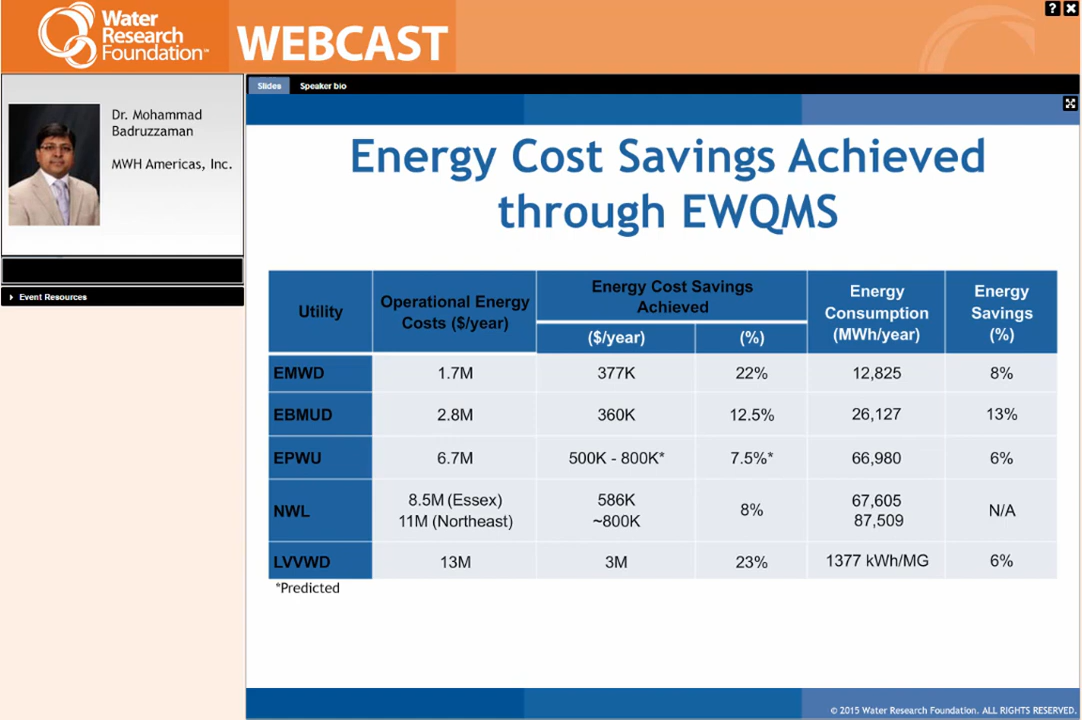 Water
Research
Foundation™
WEBCAST
? X
Dr. Mohammad
Badruzzaman
MWH Americas, Inc.
Event Resources
Slides Speaker bio
Energy Cost Savings Achieved
through EWQMS
Utility
Operational Energy
Costs ($/year)
Energy Cost Savings
Achieved
($/year) (%)
Energy
Consumption
(MWh/year)
Energy
Savings
(%)
EMWD 1.7M 377K 22% 12,825 8%
EBMUD 2.8M 360K 12.5% 26,127 13%
EPWU 6.7M 500K - 800K* 7.5%* 66,980 6%
NWL
8.5M (Essex)
11M (Northeast)
586K
~800K
8%
67,605
87,509
N/A
LVVWD 13M 3M 23% 1377 kWh/MG 6%
*Predicted
© 2015 Water Research Foundation. ALL RIGHTS RESERVED.